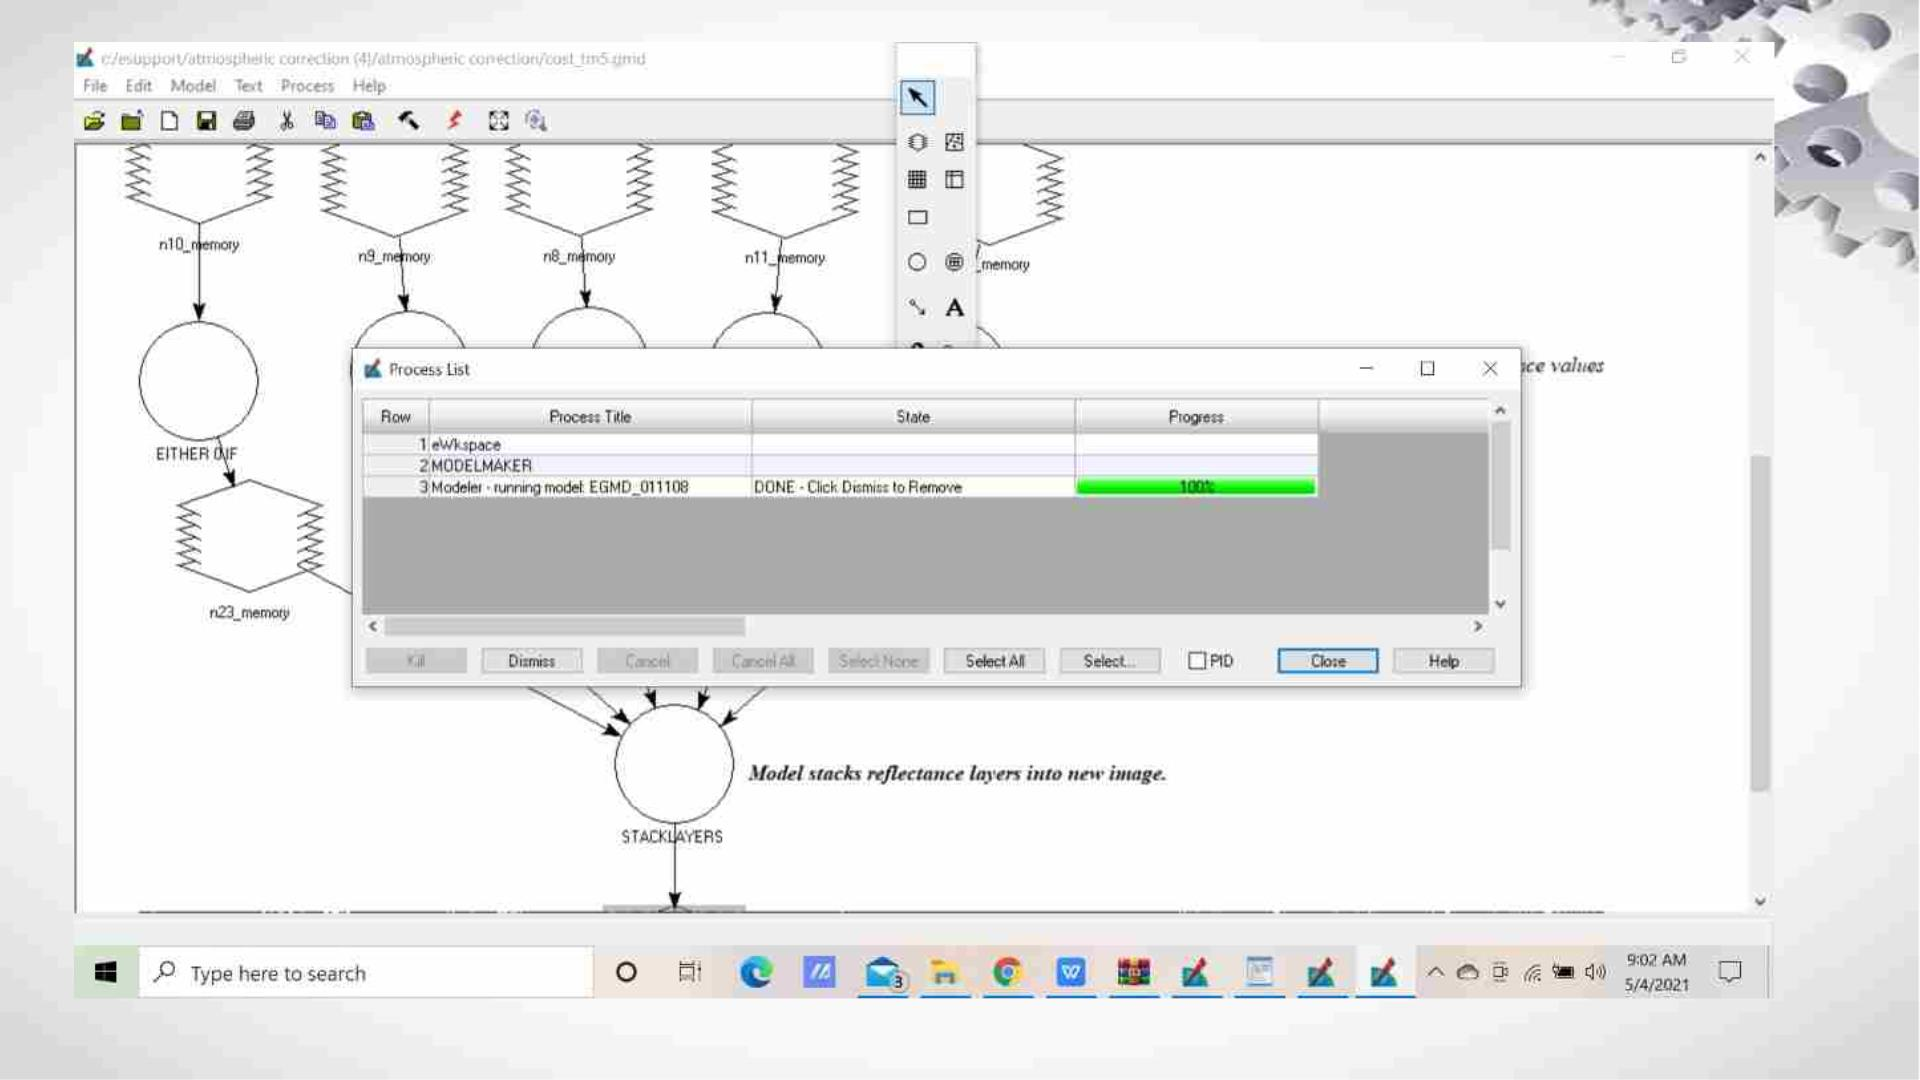 c:/esupport/atmospheric correction (4)/atmospheric correction/cost_tm5.gmd
File Edit Model Text Process Help
A
n10_memory
n9_memory
n8_memory
n11_memory
_memory
EITHER 0 IF
n23_memory
ce values
Process List
Row Process Title State Progress
1 eWkspace
2 MODELMAKER
3 Modeler - running model: EGMD_011108 DONE - Click Dismiss to Remove 100%
Kill Dismiss Cancel Cancel All Select None Select All Select... PID Close Help
Model stacks reflectance layers into new image.
STACKLAYERS
Type here to search
3
9:02 AM
5/4/2021